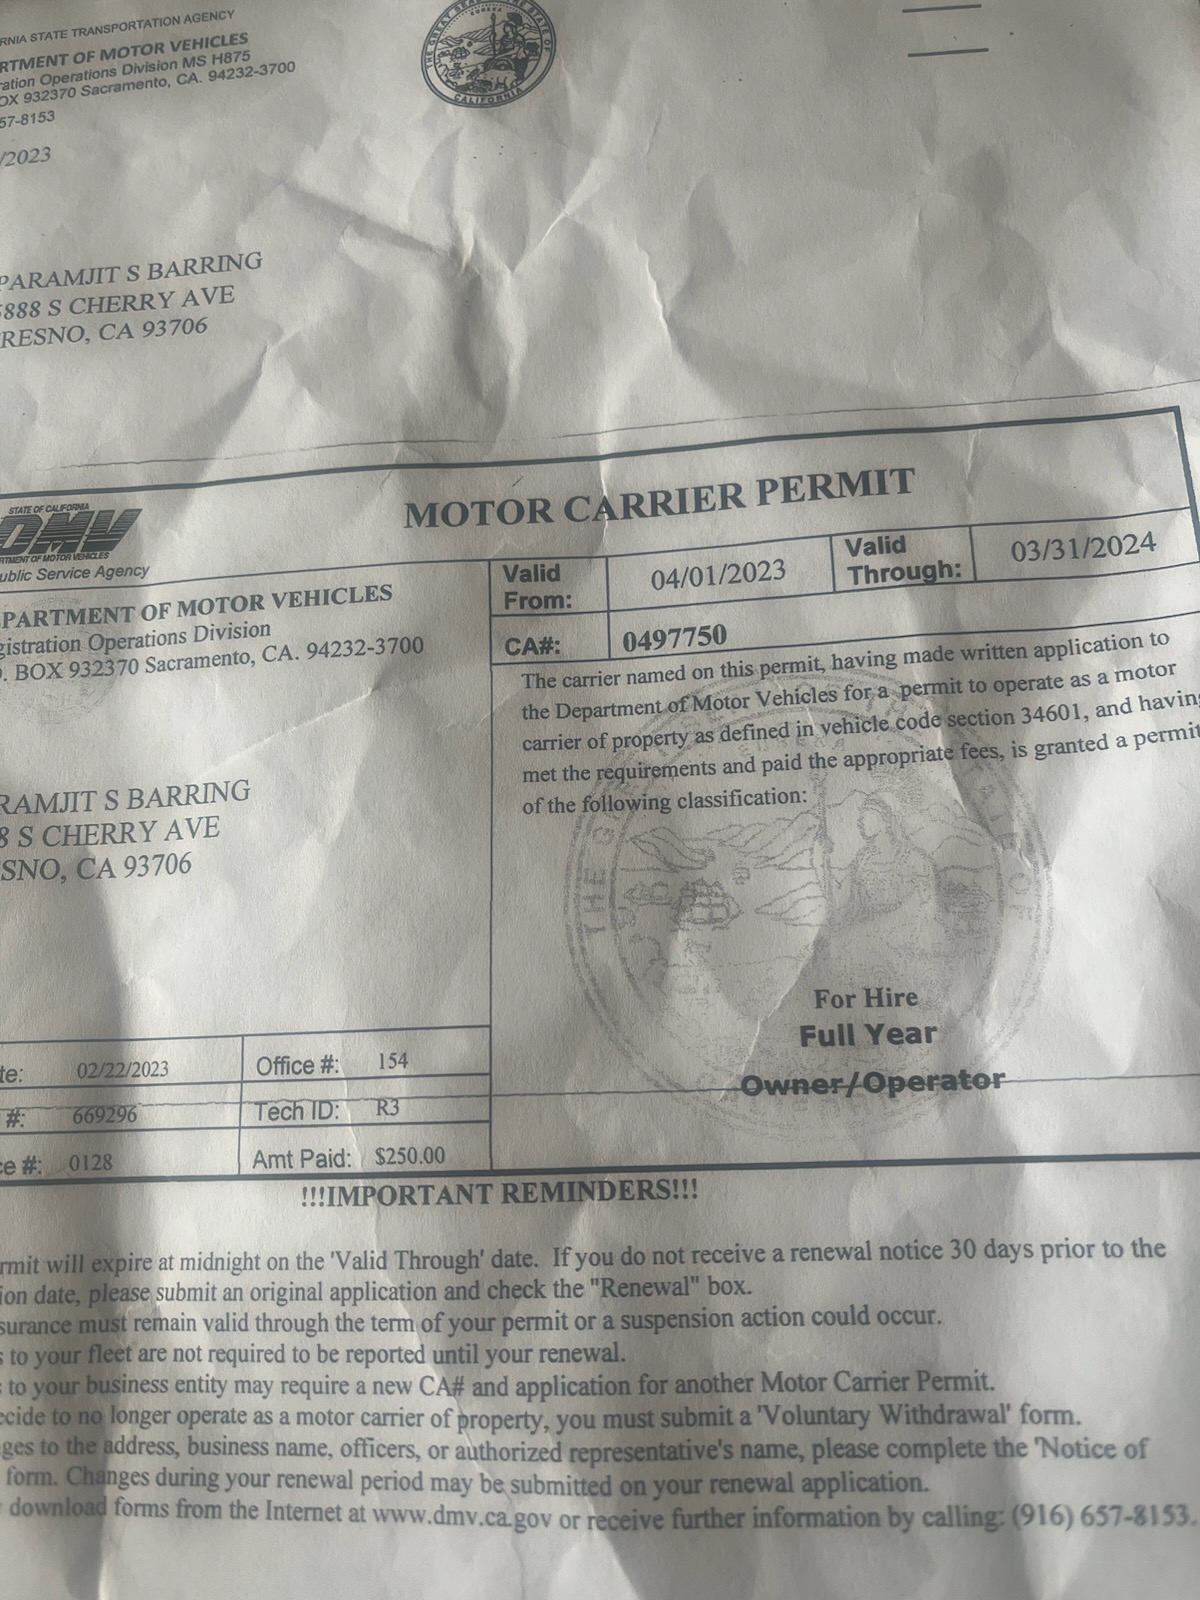 RNIA STATE TRANSPORTATION AGENCY
RTMENT OF MOTOR VEHICLES
ration Operations Division MS H875
OX 932370 Sacramento, CA. 94232-3700
57-8153
/2023
THE GREAT SEAL OF THE STATE OF
EUREKA
CALIFORNIA
PARAMJIT S BARRING
888 S CHERRY AVE
RESNO, CA 93706
MOTOR CARRIER PERMIT
STATE OF CALIFORNIA
DMV
RTMENT OF MOTOR VEHICLES
ublic Service Agency
Valid From: 04/01/2023 Valid Through: 03/31/2024
PARTMENT OF MOTOR VEHICLES
gistration Operations Division
. BOX 932370 Sacramento, CA. 94232-3700
CA#: 0497750
The carrier named on this permit, having made written application to
the Department of Motor Vehicles for a permit to operate as a motor
carrier of property as defined in vehicle code section 34601, and having
met the requirements and paid the appropriate fees, is granted a permit
of the following classification:
RAMJIT S BARRING
8 S CHERRY AVE
SNO, CA 93706
For Hire
Full Year
Owner/Operator
te: 02/22/2023 Office #: 154
#: 669296 Tech ID: R3
ce #: 0128 Amt Paid: $250.00
!!!IMPORTANT REMINDERS!!!
rmit will expire at midnight on the 'Valid Through' date. If you do not receive a renewal notice 30 days prior to the
ion date, please submit an original application and check the "Renewal" box.
surance must remain valid through the term of your permit or a suspension action could occur.
s to your fleet are not required to be reported until your renewal.
s to your business entity may require a new CA# and application for another Motor Carrier Permit.
ecide to no longer operate as a motor carrier of property, you must submit a 'Voluntary Withdrawal' form.
ges to the address, business name, officers, or authorized representative's name, please complete the 'Notice of
form. Changes during your renewal period may be submitted on your renewal application.
download forms from the Internet at www.dmv.ca.gov or receive further information by calling: (916) 657-8153.